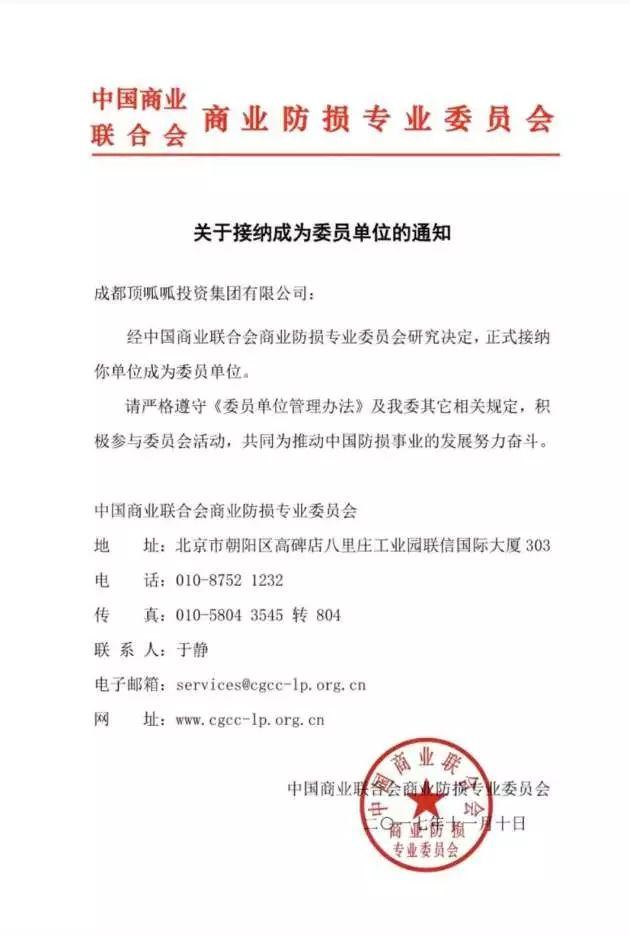 中国商业
联合会
商业防损专业委员会
关于接纳成为委员单位的通知
成都顶呱呱投资集团有限公司：
经中国商业联合会商业防损专业委员会研究决定，正式接纳
你单位成为委员单位。
请严格遵守《委员单位管理办法》及我委其它相关规定，积
极参与委员会活动，共同为推动中国防损事业的发展努力奋斗。
中国商业联合会商业防损专业委员会
地 址：北京市朝阳区高碑店八里庄工业园联信国际大厦 303
电 话：010-8752 1232
传 真：010-5804 3545 转 804
联 系 人：于静
电子邮箱：services@cgcc-lp.org.cn
网 址：www.cgcc-lp.org.cn
中国商业联合会商业防损专业委员会
二〇一七年十一月十日
中国商业联合会
商业防损
专业委员会